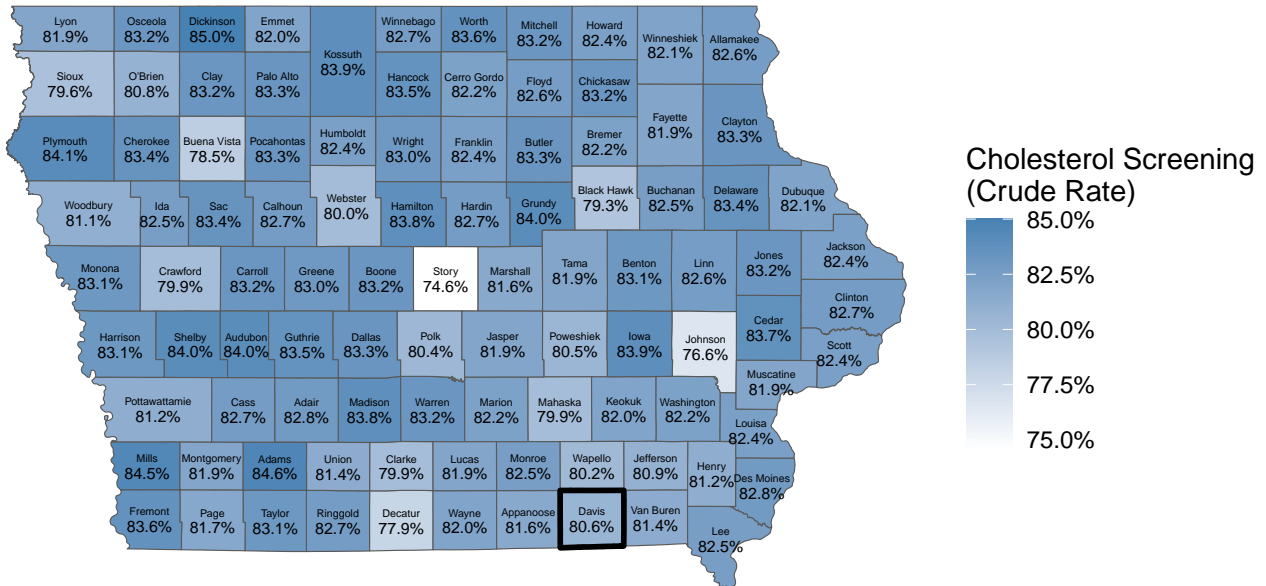 Lyon
81.9%
Osceola
83.2%
Dickinson
85.0%
Emmet
82.0%
Kossuth
83.9%
Winnebago
82.7%
Worth
83.6%
Mitchell
83.2%
Howard
82.4%
Winneshiek
82.1%
Allamakee
82.6%
Sioux
79.6%
O'Brien
80.8%
Clay
83.2%
Palo Alto
83.3%
Hancock
83.5%
Cerro Gordo
82.2%
Floyd
82.6%
Chickasaw
83.2%
Fayette
81.9%
Clayton
83.3%
Plymouth
84.1%
Cherokee
83.4%
Buena Vista
78.5%
Pocahontas
83.3%
Humboldt
82.4%
Wright
83.0%
Franklin
82.4%
Butler
83.3%
Bremer
82.2%
Woodbury
81.1%
Ida
82.5%
Sac
83.4%
Calhoun
82.7%
Webster
80.0%
Hamilton
83.8%
Hardin
82.7%
Grundy
84.0%
Black Hawk
79.3%
Buchanan
82.5%
Delaware
83.4%
Dubuque
82.1%
Monona
83.1%
Crawford
79.9%
Carroll
83.2%
Greene
83.0%
Boone
83.2%
Story
74.6%
Marshall
81.6%
Tama
81.9%
Benton
83.1%
Linn
82.6%
Jones
83.2%
Jackson
82.4%
Clinton
82.7%
Harrison
83.1%
Shelby
84.0%
Audubon
84.0%
Guthrie
83.5%
Dallas
83.3%
Polk
80.4%
Jasper
81.9%
Poweshiek
80.5%
Iowa
83.9%
Johnson
76.6%
Cedar
83.7%
Scott
82.4%
Muscatine
81.9%
Pottawattamie
81.2%
Cass
82.7%
Adair
82.8%
Madison
83.8%
Warren
83.2%
Marion
82.2%
Mahaska
79.9%
Keokuk
82.0%
Washington
82.2%
Louisa
82.4%
Mills
84.5%
Montgomery
81.9%
Adams
84.6%
Union
81.4%
Clarke
79.9%
Lucas
81.9%
Monroe
82.5%
Wapello
80.2%
Jefferson
80.9%
Henry
81.2%
Des Moines
82.8%
Fremont
83.6%
Page
81.7%
Taylor
83.1%
Ringgold
82.7%
Decatur
77.9%
Wayne
82.0%
Appanoose
81.6%
Davis
80.6%
Van Buren
81.4%
Lee
82.5%
Cholesterol Screening
(Crude Rate)
85.0%
82.5%
80.0%
77.5%
75.0%